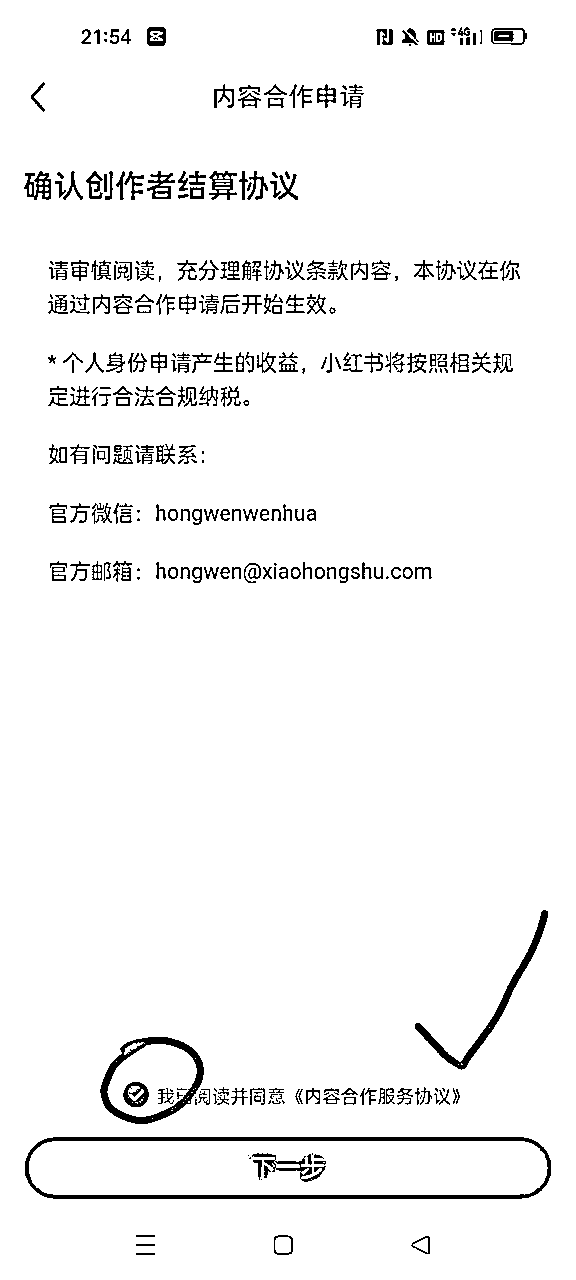 21:54
HD 4G
内容合作申请
确认创作者结算协议
请审慎阅读，充分理解协议条款内容，本协议在你
通过内容合作申请后开始生效。
* 个人身份申请产生的收益，小红书将按照相关规
定进行合法合规纳税。
如有问题请联系：
官方微信：hongwenwenhua
官方邮箱：hongwen@xiaohongshu.com
我已阅读并同意《内容合作服务协议》
下一步